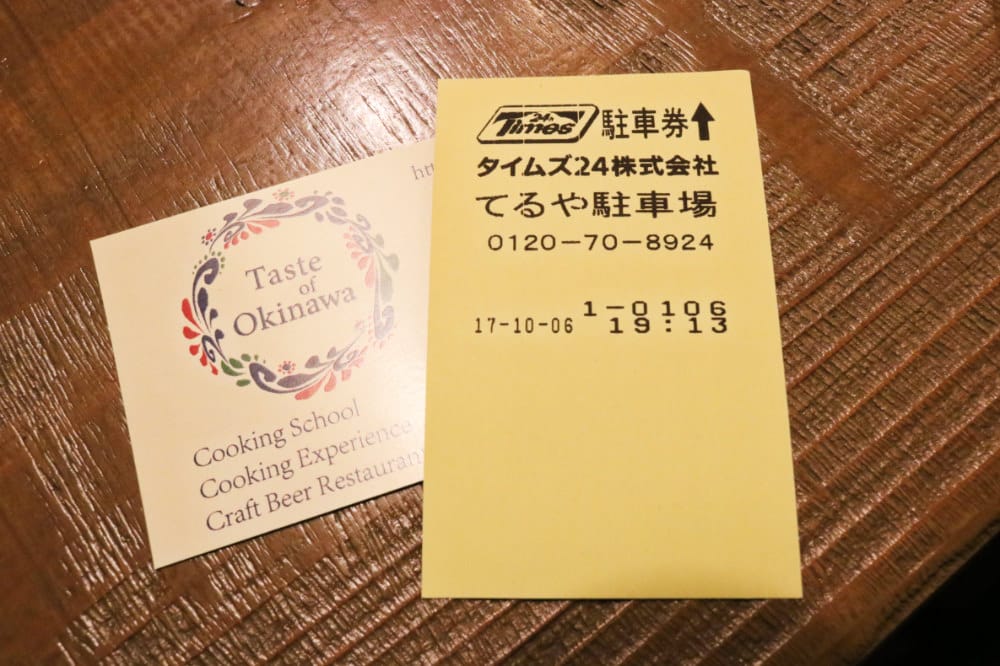 Taste
of
Okinawa
Cooking School
Cooking Experience
Craft Beer Restaurant
24h
Times 駐車券↑
タイムズ24株式会社
てるや駐車場
0120-70-8924
1-0106
17-10-06 19:13